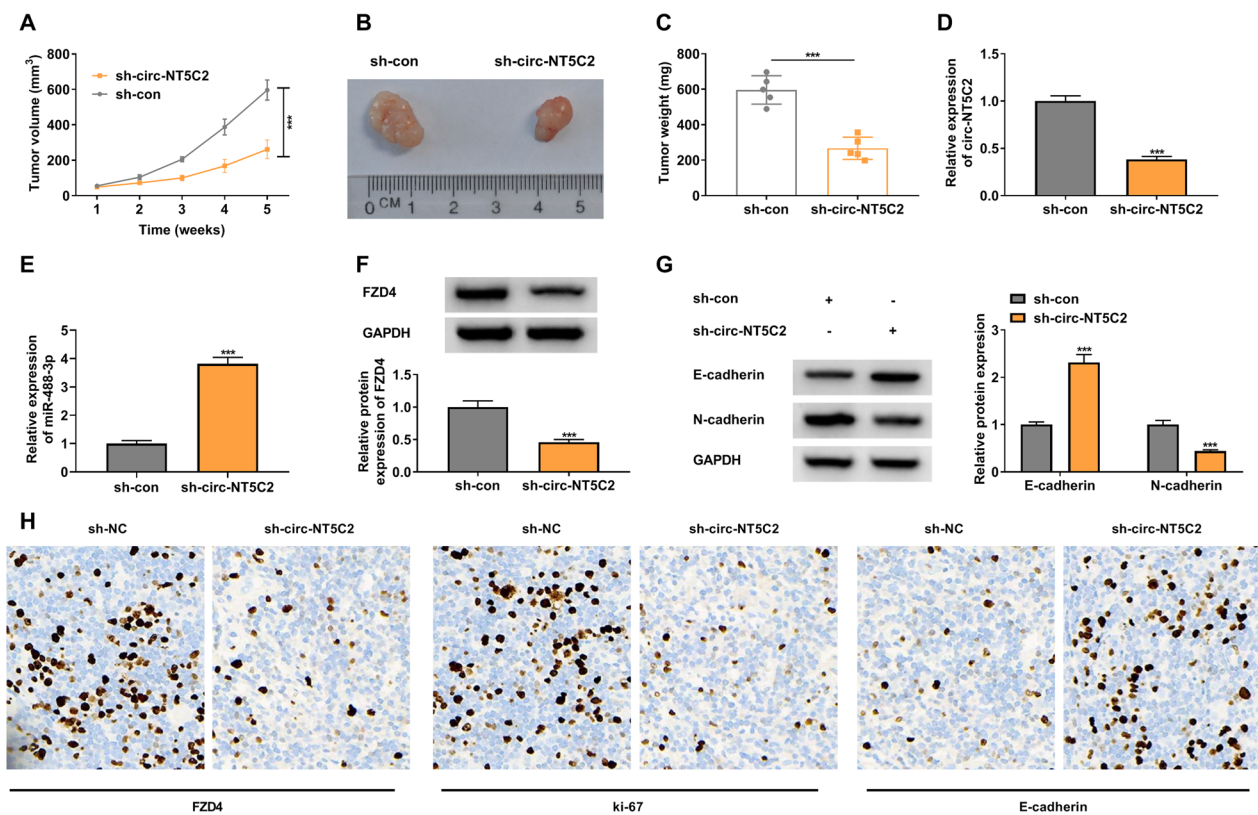 A
Tumor volume (mm³)
800
600
400
200
0
sh-circ-NT5C2
sh-con
***
1 2 3 4 5
Time (weeks)
B
sh-con sh-circ-NT5C2
0 CM 1 2 3 4 5
C
Tumor weight (mg)
800
600
400
200
0
***
sh-con sh-circ-NT5C2
D
Relative expression
of circ-NT5C2
1.5
1.0
0.5
0.0
***
sh-con sh-circ-NT5C2
E
Relative expression
of miR-488-3p
5
4
3
2
1
0
***
sh-con sh-circ-NT5C2
F
FZD4
GAPDH
Relative protein
expression of FZD4
1.5
1.0
0.5
0.0
***
sh-con sh-circ-NT5C2
G
sh-con + -
sh-circ-NT5C2 - +
E-cadherin
N-cadherin
GAPDH
sh-con
sh-circ-NT5C2
Relative protein expresion
3
2
1
0
***
***
E-cadherin N-cadherin
H
sh-NC sh-circ-NT5C2 sh-NC sh-circ-NT5C2 sh-NC sh-circ-NT5C2
FZD4 ki-67 E-cadherin